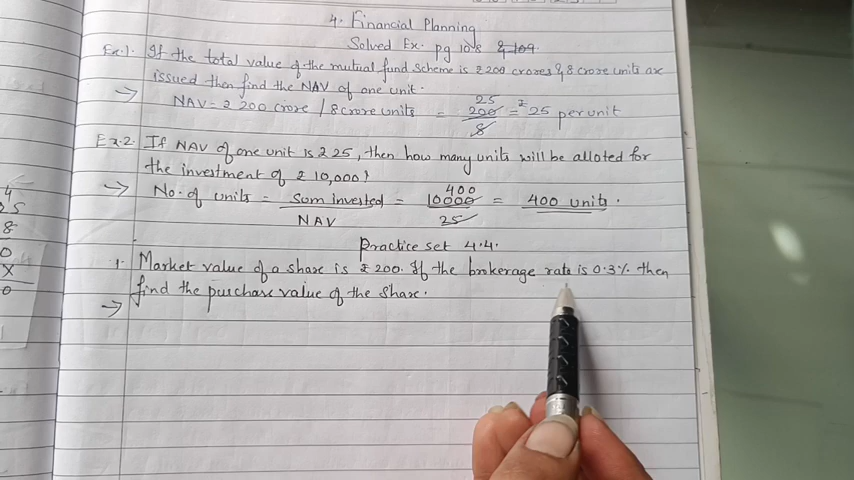 4. Financial Planning
Solved Ex. pg 108 & 109
Ex.1. If the total value of the mutual fund scheme is ₹ 200 crores & 8 crore units are
issued then find the NAV of one unit.
→ NAV = ₹ 200 crore / 8 crore units = 25 200/8 = ₹ 25 per unit
Ex.2. If NAV of one unit is ₹ 25, then how many units will be alloted for
the investment of ₹ 10,000?
→ No. of units = sum invested / NAV = 400 10000 / 25 = 400 units.
Practice set 4.4.
1. Market value of a share is ₹ 200. If the brokerage rate is 0.3% then
find the purchase value of the share.
→
4
25
8
0
X
0